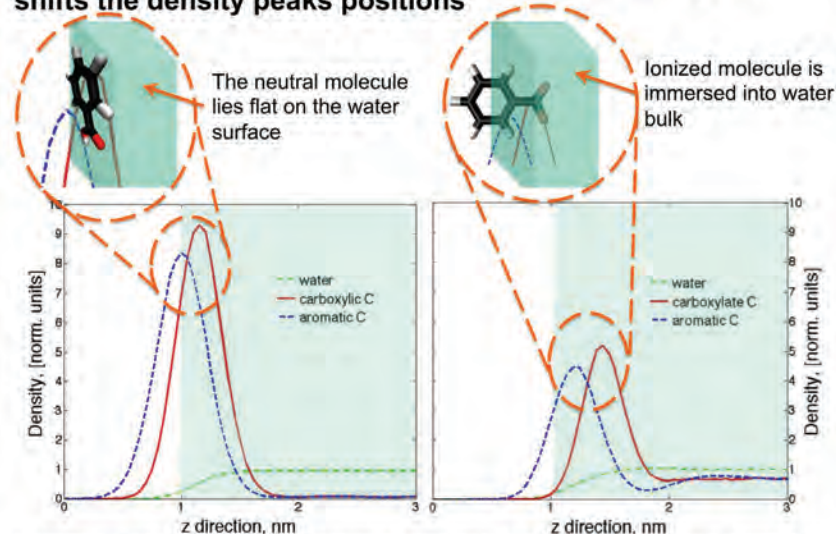 shifts the density peaks positions
The neutral molecule
lies flat on the water
surface
Ionized molecule is
immersed into water
bulk
10
9
8
7
6
5
4
3
2
1
0
Density, [norm. units]
water
carboxylic C
aromatic C
0
1
2
3
z direction, nm
water
carboxylate C
aromatic C
10
9
8
7
6
5
4
3
2
1
0
Density, [norm. units]
0
1
2
3
z direction, nm